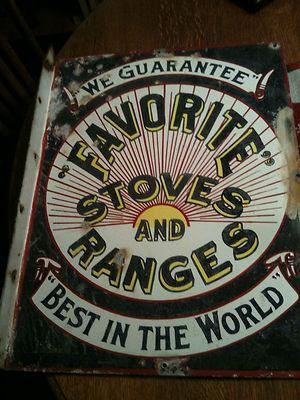 "WE GUARANTEE"
"FAVORITE"
STOVES
AND
RANGES
"BEST IN THE WORLD"